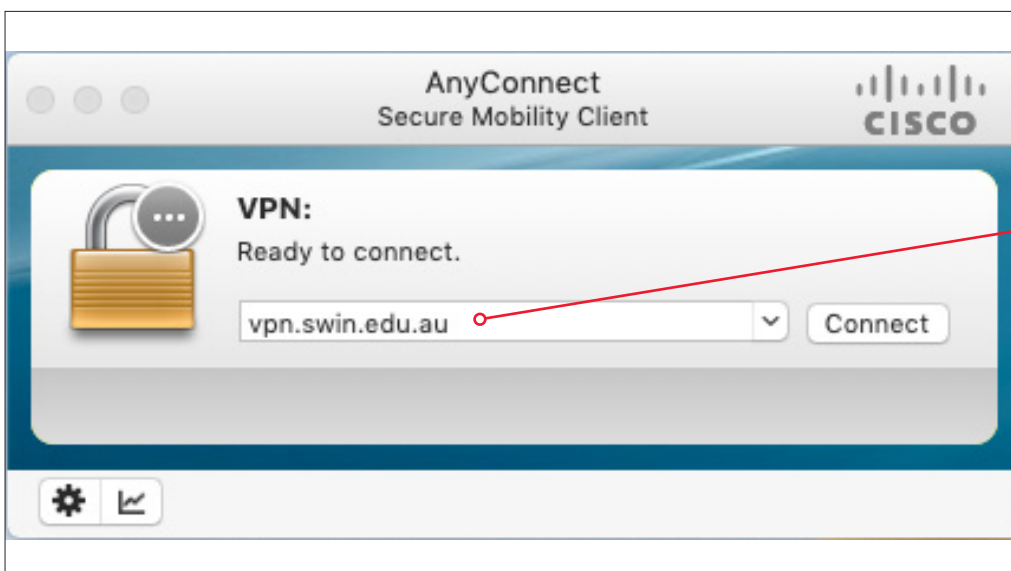 AnyConnect
Secure Mobility Client
CISCO
VPN:
Ready to connect.
vpn.swin.edu.au
Connect